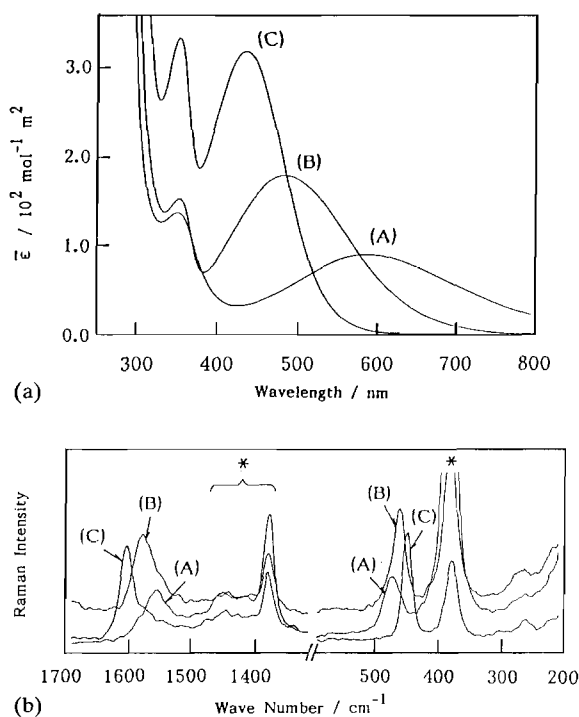 (C)
3.0
(B)
2.0
(A)
1.0
0.0
ε̅ / 10² mol⁻¹ m²
300 400 500 600 700 800
Wavelength / nm
(a)
*
*
(B)
(B)
(C)
(C)
(A)
(A)
Raman Intensity
1700 1600 1500 1400 500 400 300 200
Wave Number / cm⁻¹
(b)